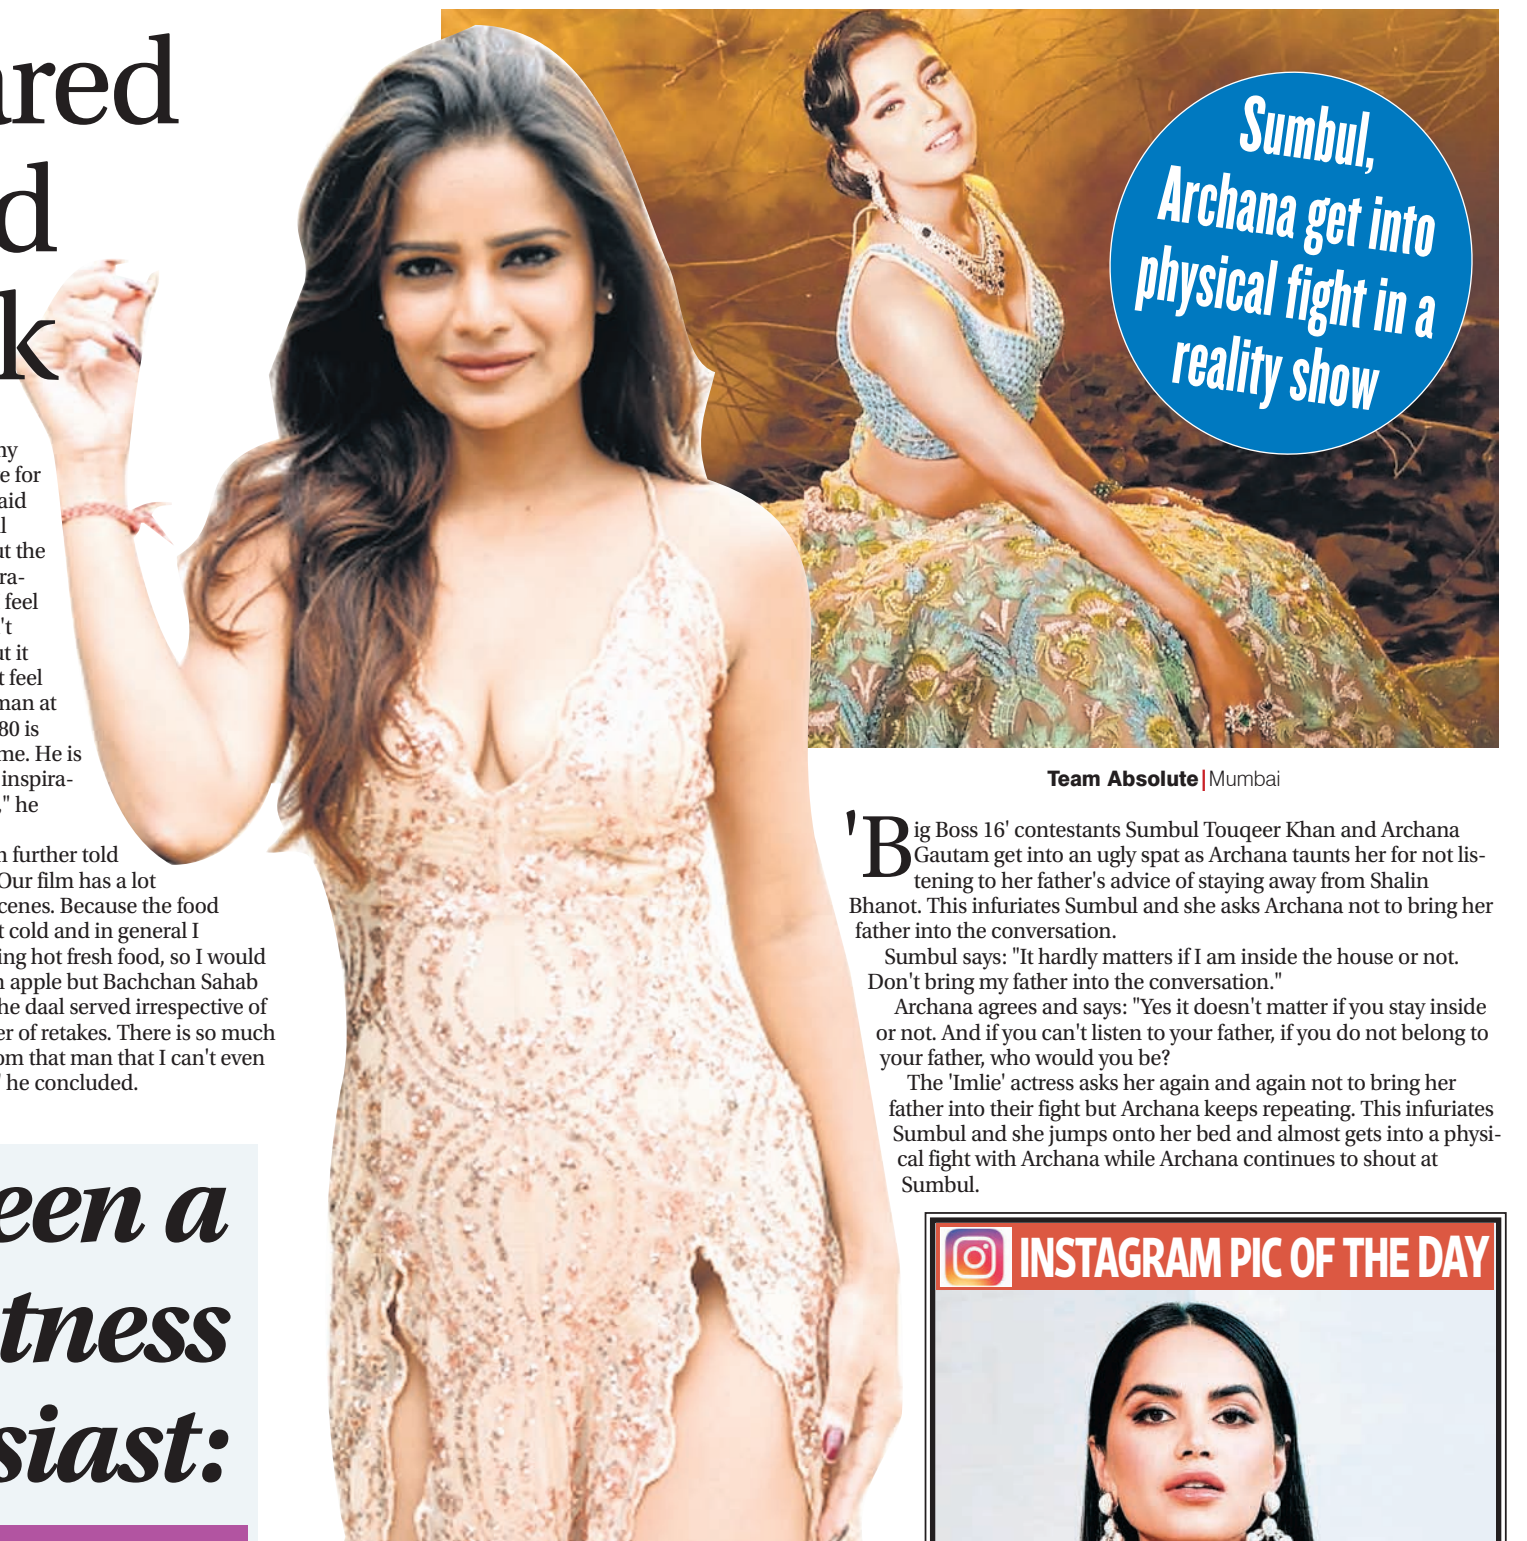 ared
d
k
ny
e for
aid
l
ut the
ra-
feel
't
ut it
t feel
man at
80 is
me. He is
inspira-
," he
n further told
Our film has a lot
cenes. Because the food
t cold and in general I
ing hot fresh food, so I would
n apple but Bachchan Sahab
he daal served irrespective of
er of retakes. There is so much
om that man that I can't even
" he concluded.
een a
tness
siast:
Sumbul,
Archana get into
physical fight in a
reality show
Team Absolute|Mumbai
'Big Boss 16' contestants Sumbul Touqeer Khan and Archana
Gautam get into an ugly spat as Archana taunts her for not lis-
tening to her father's advice of staying away from Shalin
Bhanot. This infuriates Sumbul and she asks Archana not to bring her
father into the conversation.
Sumbul says: "It hardly matters if I am inside the house or not.
Don't bring my father into the conversation."
Archana agrees and says: "Yes it doesn't matter if you stay inside
or not. And if you can't listen to your father, if you do not belong to
your father, who would you be?
The 'Imlie' actress asks her again and again not to bring her
father into their fight but Archana keeps repeating. This infuriates
Sumbul and she jumps onto her bed and almost gets into a physi-
cal fight with Archana while Archana continues to shout at
Sumbul.
INSTAGRAM PIC OF THE DAY